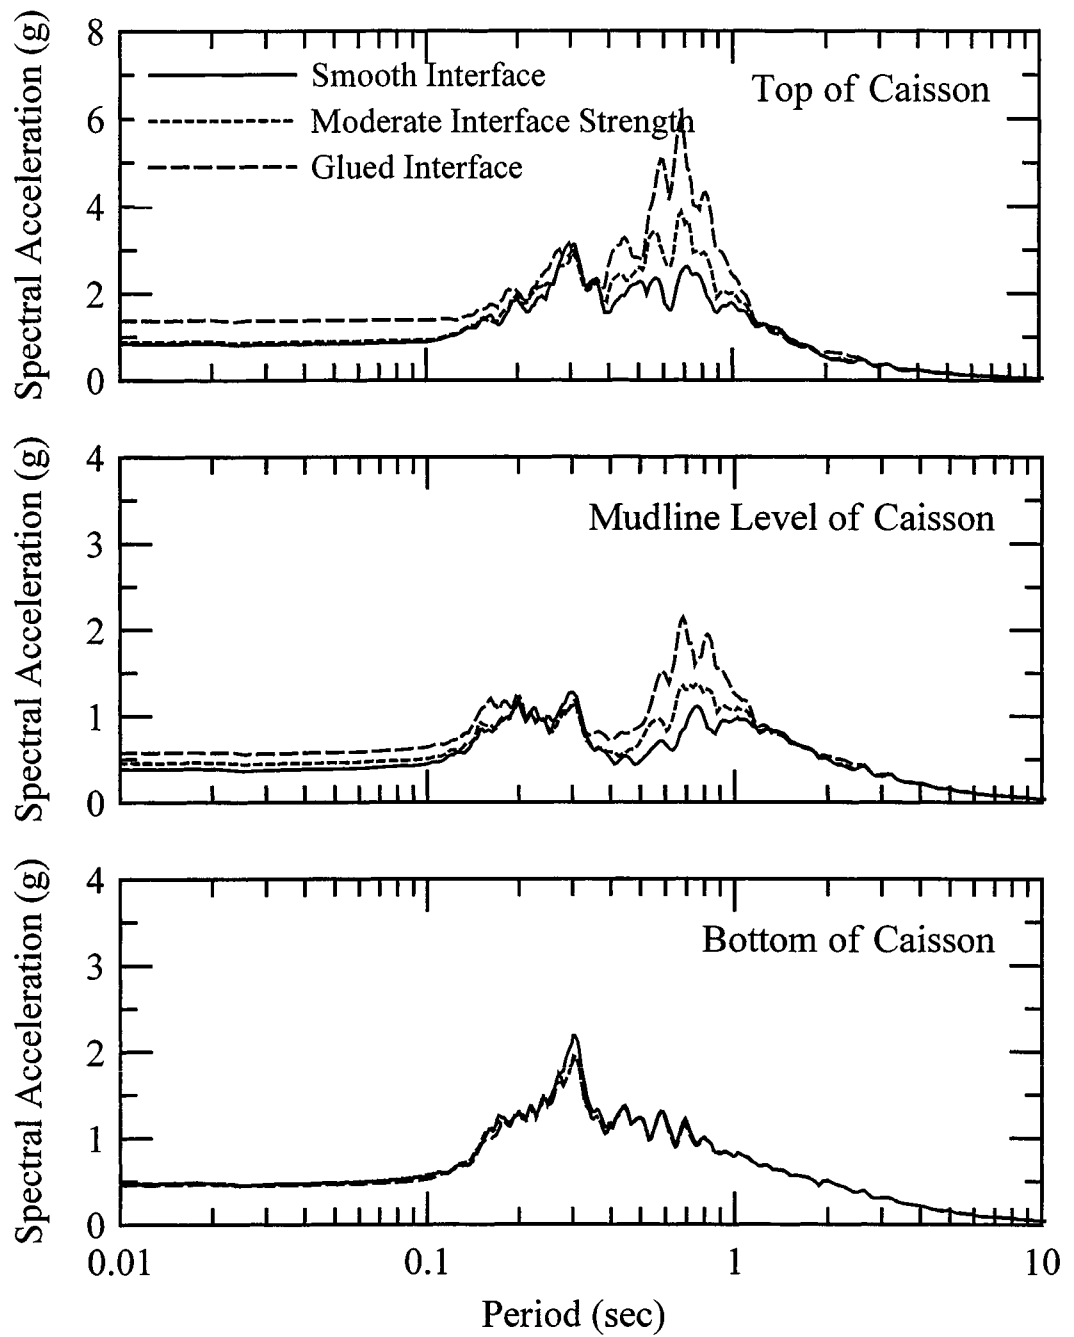 Spectral Acceleration (g)
8
6
4
2
0
Smooth Interface
Moderate Interface Strength
Glued Interface
Top of Caisson
Spectral Acceleration (g)
4
3
2
1
0
Mudline Level of Caisson
Spectral Acceleration (g)
4
3
2
1
0
Bottom of Caisson
0.01 0.1 1 10
Period (sec)